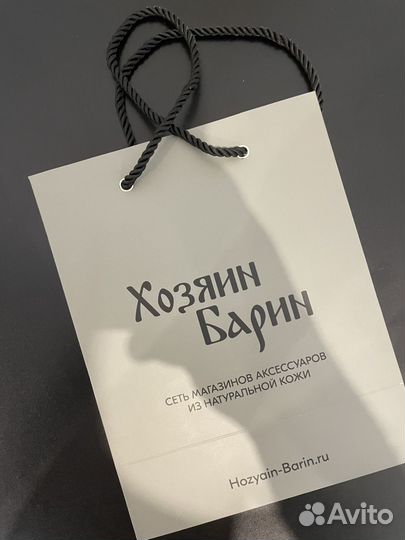 Хозяин
Барин
СЕТЬ МАГАЗИНОВ АКСЕССУАРОВ
ИЗ НАТУРАЛЬНОЙ КОЖИ
Hozyain-Barin.ru
Avito